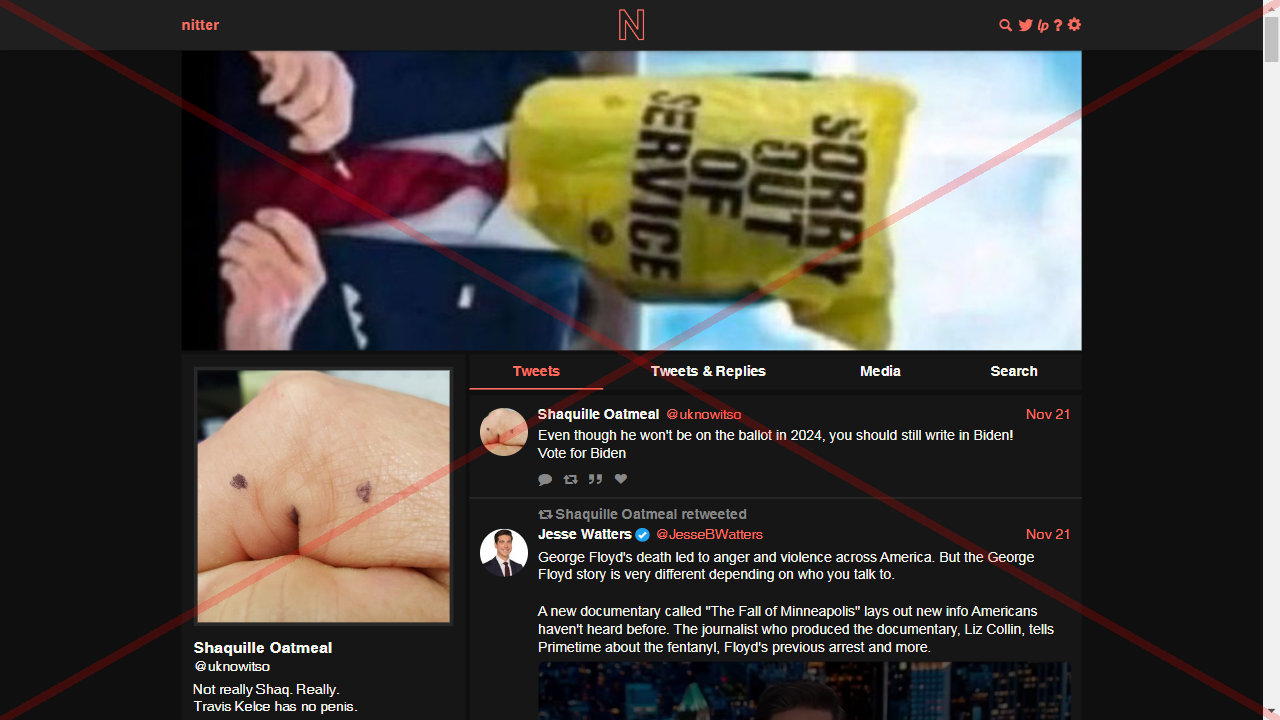 nitter
N
lp ?
SORRY
OUT
OF
SERVICE
Tweets
Tweets & Replies
Media
Search
Shaquille Oatmeal @uknowitso Nov 21
Even though he won't be on the ballot in 2024, you should still write in Biden!
Vote for Biden
Shaquille Oatmeal retweeted
Jesse Watters @JesseBWatters Nov 21
George Floyd's death led to anger and violence across America. But the George
Floyd story is very different depending on who you talk to.
A new documentary called "The Fall of Minneapolis" lays out new info Americans
haven't heard before. The journalist who produced the documentary, Liz Collin, tells
Primetime about the fentanyl, Floyd's previous arrest and more.
Shaquille Oatmeal
@uknowitso
Not really Shaq. Really.
Travis Kelce has no penis.